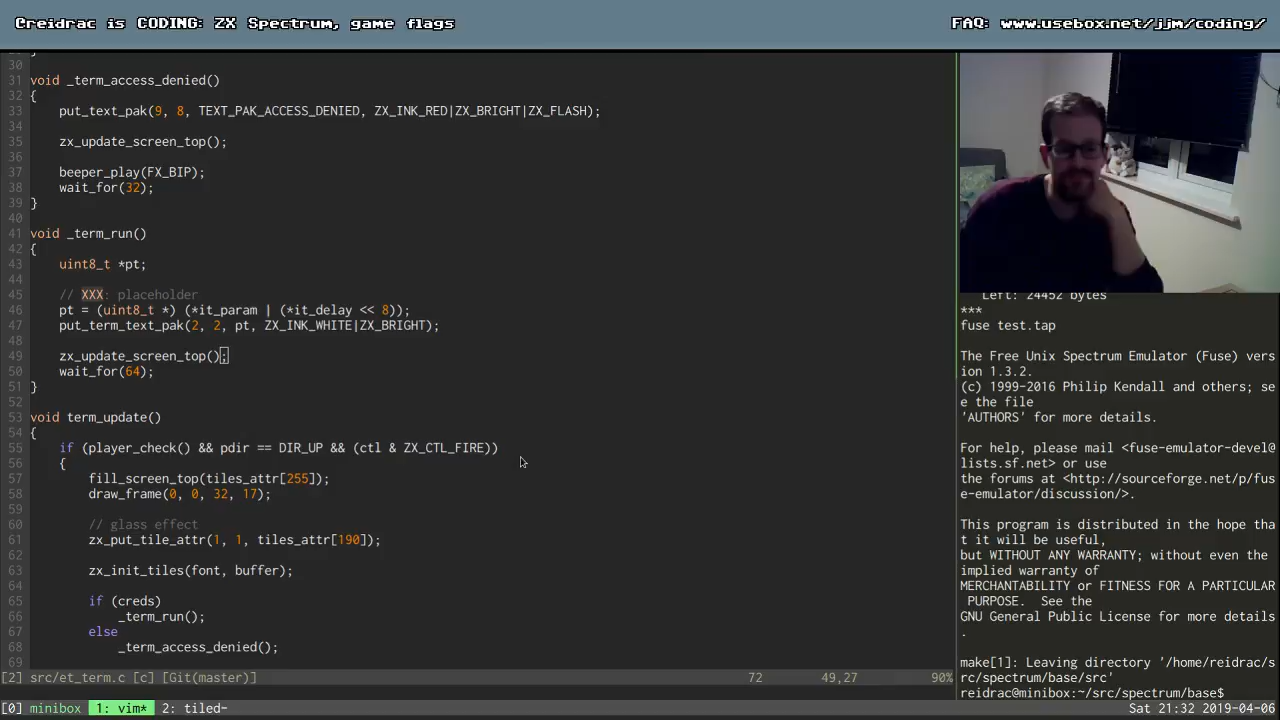 Creidrac is CODING: ZX Spectrum, game flags
FAQ: www.usebox.net/jjm/coding/
30
31 void _term_access_denied()
32 {
33 put_text_pak(9, 8, TEXT_PAK_ACCESS_DENIED, ZX_INK_RED|ZX_BRIGHT|ZX_FLASH);
34
35 zx_update_screen_top();
36
37 beeper_play(FX_BIP);
38 wait_for(32);
39 }
40
41 void _term_run()
42 {
43 uint8_t *pt;
44
45 // XXX: placeholder
46 pt = (uint8_t *) (*it_param | (*it_delay << 8));
47 put_term_text_pak(2, 2, pt, ZX_INK_WHITE|ZX_BRIGHT);
48
49 zx_update_screen_top();
50 wait_for(64);
51 }
52
53 void term_update()
54 {
55 if (player_check() && pdir == DIR_UP && (ctl & ZX_CTL_FIRE))
56 {
57 fill_screen_top(tiles_attr[255]);
58 draw_frame(0, 0, 32, 17);
59
60 // glass effect
61 zx_put_tile_attr(1, 1, tiles_attr[190]);
62
63 zx_init_tiles(font, buffer);
64
65 if (creds)
66 _term_run();
67 else
68 _term_access_denied();
69
[2] src/et_term.c [c] [Git(master)] 72 49,27 90%
Left: 24452 bytes
***
fuse test.tap
The Free Unix Spectrum Emulator (Fuse) vers
ion 1.3.2.
(c) 1999-2016 Philip Kendall and others; se
e the file
'AUTHORS' for more details.
For help, please mail <fuse-emulator-devel@
lists.sf.net> or use
the forums at <http://sourceforge.net/p/fus
e-emulator/discussion/>.
This program is distributed in the hope tha
t it will be useful,
but WITHOUT ANY WARRANTY; without even the
implied warranty of
MERCHANTABILITY or FITNESS FOR A PARTICULAR
PURPOSE. See the
GNU General Public License for more details
.
make[1]: Leaving directory '/home/reidrac/s
rc/spectrum/base/src'
reidrac@minibox:~/src/spectrum/base$
[0] minibox 1: vim* 2: tiled- Sat 21:32 2019-04-06